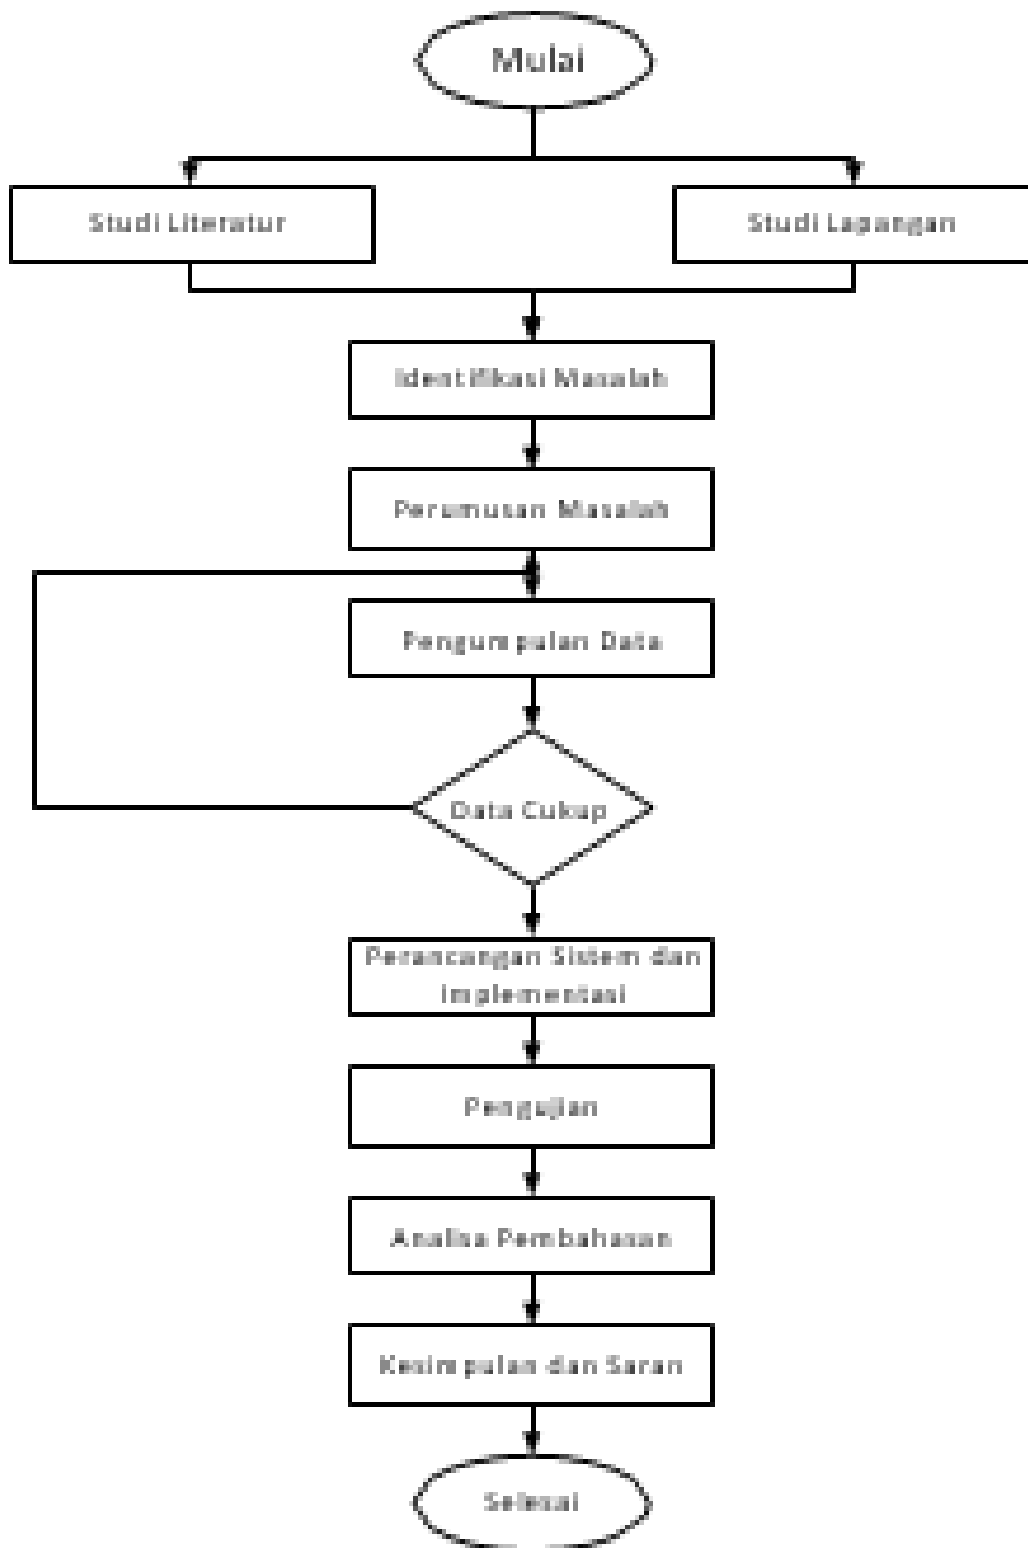 Mulai
Studi Literatur
Studi Lapangan
Identifikasi Masalah
Perumusan Masalah
Pengumpulan Data
Data Cukup
Perancangan Sistem dan
Implementasi
Pengujian
Analisa Pembahasan
Kesimpulan dan Saran
Selesai